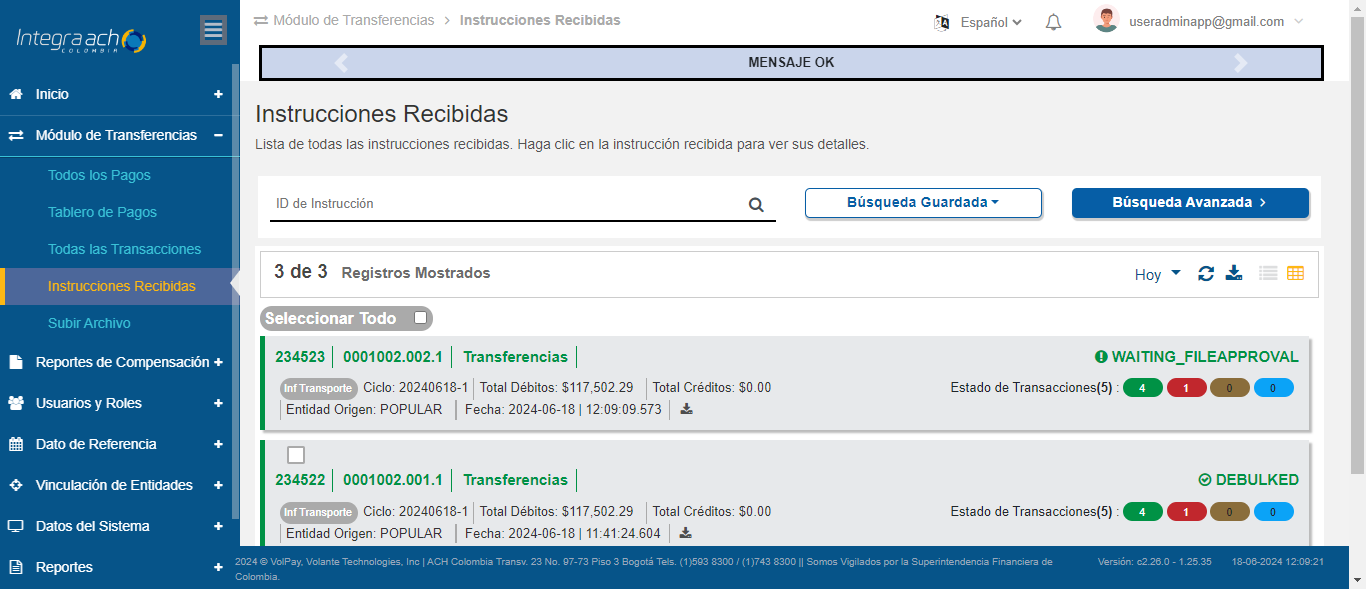 Integra ach
COLOMBIA
Módulo de Transferencias > Instrucciones Recibidas
Español
useradminapp@gmail.com
MENSAJE OK
Inicio +
Módulo de Transferencias −
Todos los Pagos
Tablero de Pagos
Todas las Transacciones
Instrucciones Recibidas
Subir Archivo
Reportes de Compensación +
Usuarios y Roles +
Dato de Referencia +
Vinculación de Entidades +
Datos del Sistema +
Reportes +
Instrucciones Recibidas
Lista de todas las instrucciones recibidas. Haga clic en la instrucción recibida para ver sus detalles.
ID de Instrucción
Búsqueda Guardada
Búsqueda Avanzada >
3 de 3 Registros Mostrados
Hoy
Seleccionar Todo
234523 | 0001002.002.1 | Transferencias |
WAITING_FILEAPPROVAL
Inf Transporte Ciclo: 20240618-1 | Total Débitos: $117,502.29 | Total Créditos: $0.00
Estado de Transacciones(5) : 4 1 0 0
Entidad Origen: POPULAR | Fecha: 2024-06-18 | 12:09:09.573 |
234522 | 0001002.001.1 | Transferencias |
DEBULKED
Inf Transporte Ciclo: 20240618-1 | Total Débitos: $117,502.29 | Total Créditos: $0.00
Estado de Transacciones(5) : 4 1 0 0
Entidad Origen: POPULAR | Fecha: 2024-06-18 | 11:41:24.604 |
2024 © VolPay, Volante Technologies, Inc | ACH Colombia Transv. 23 No. 97-73 Piso 3 Bogotá Tels. (1)593 8300 / (1)743 8300 || Somos Vigilados por la Superintendencia Financiera de
Colombia.
Versión: c2.26.0 - 1.25.35
18-06-2024 12:09:21